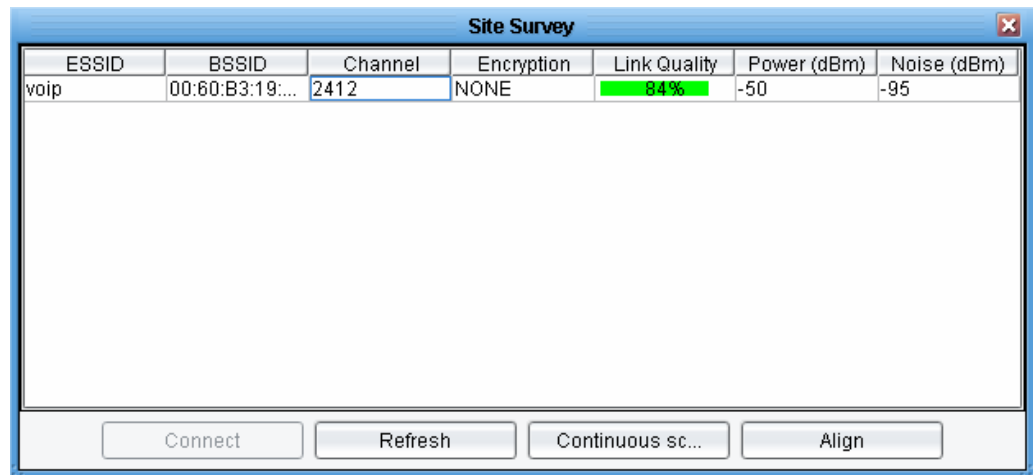 Site Survey
ESSID BSSID Channel Encryption Link Quality Power (dBm) Noise (dBm)
voip 00:60:B3:19:... 2412 NONE 84% -50 -95
Connect Refresh Continuous sc... Align